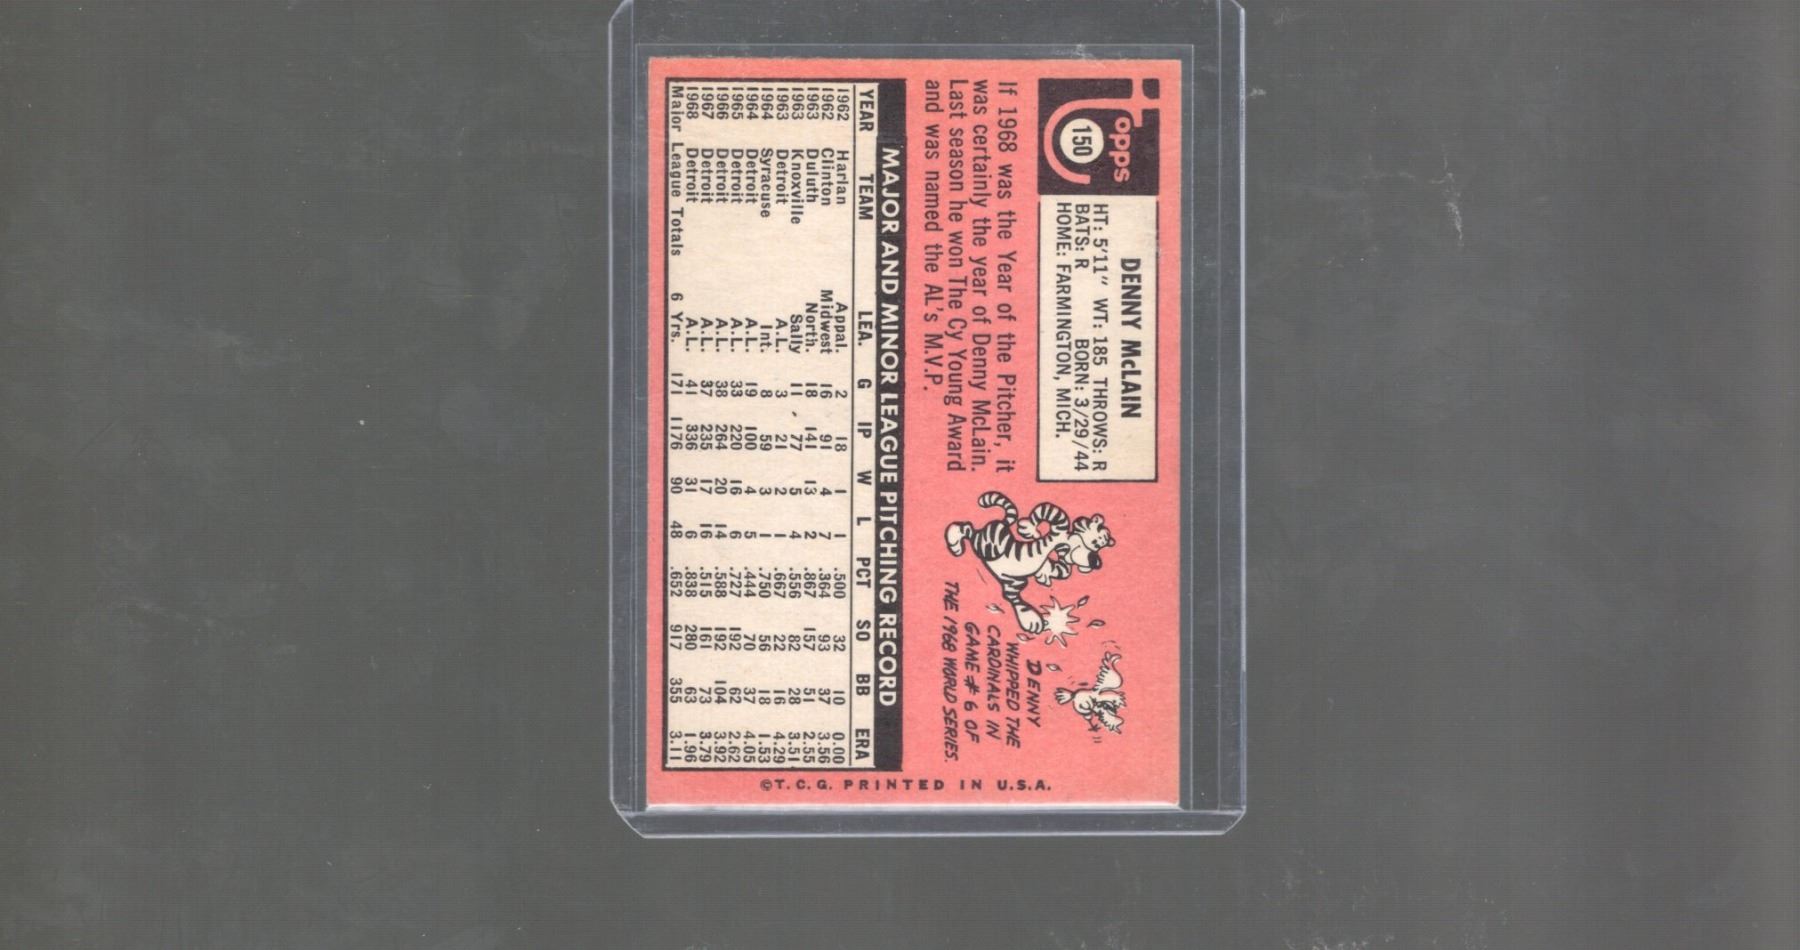 Topps
150
DENNY McLAIN
HT: 5'11" WT: 185 THROWS: R
BATS: R BORN: 3/29/44
HOME: FARMINGTON, MICH.
If 1968 was the Year of the Pitcher, it
was certainly the year of Denny McLain.
Last season he won The Cy Young Award
and was named the AL's M.V.P.
DENNY
WHIPPED THE
CARDINALS IN
GAME # 6 OF
THE 1968 WORLD SERIES.
MAJOR AND MINOR LEAGUE PITCHING RECORD
YEAR TEAM LEA. G IP W L PCT SO BB ERA
1962 Harlan Appal. 2 18 1 1 .500 32 10 0.00
1962 Clinton Midwest 16 91 4 7 .364 93 37 3.56
1963 Duluth North. 18 141 13 2 .867 157 51 2.55
1963 Knoxville Sally 11 77 5 4 .556 82 28 3.51
1963 Detroit A.L. 3 21 2 1 .667 22 16 4.29
1964 Syracuse Int. 8 59 3 1 .750 56 18 1.53
1964 Detroit A.L. 19 100 4 5 .444 70 37 4.05
1965 Detroit A.L. 33 220 16 6 .727 192 62 2.62
1966 Detroit A.L. 38 264 20 14 .588 192 104 3.92
1967 Detroit A.L. 37 235 17 16 .515 161 73 3.79
1968 Detroit A.L. 41 336 31 6 .838 280 63 1.96
Major League Totals 6 Yrs. 171 1176 90 48 .652 917 355 3.11
©T.C.G. PRINTED IN U.S.A.